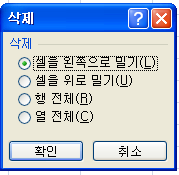 삭제
삭제
셀을 왼쪽으로 밀기(L)
셀을 위로 밀기(U)
행 전체(R)
열 전체(C)
확인
취소